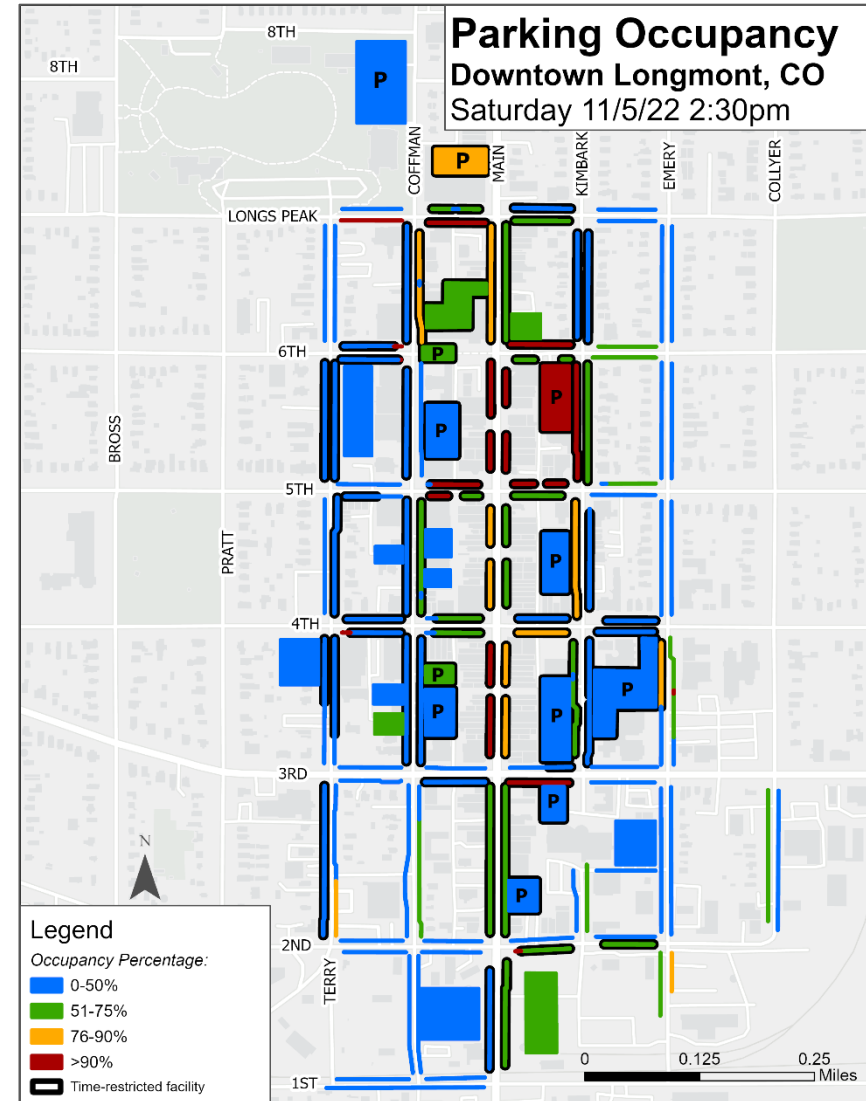 Parking Occupancy
Downtown Longmont, CO
Saturday 11/5/22 2:30pm
8TH
8TH
P
P
COFFMAN
MAIN
KIMBARK
EMERY
COLLYER
LONGS PEAK
6TH
P
P
P
BROSS
5TH
PRATT
P
4TH
P
P
P
P
3RD
P
N
P
2ND
TERRY
1ST
Legend
Occupancy Percentage:
0-50%
51-75%
76-90%
>90%
Time-restricted facility
0 0.125 0.25
Miles